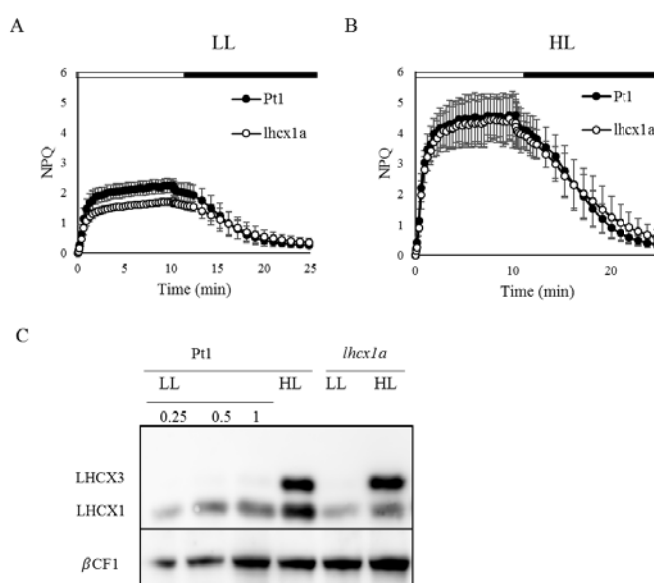 A
LL
6
5
4
3
2
1
0
NPQ
Pt1
lhcx1a
0 5 10 15 20 25
Time (min)
B
HL
6
5
4
3
2
1
0
NPQ
Pt1
lhcx1a
0 10 20
Time (min)
C
Pt1 lhcx1a
LL HL LL HL
0.25 0.5 1
LHCX3
LHCX1
βCF1